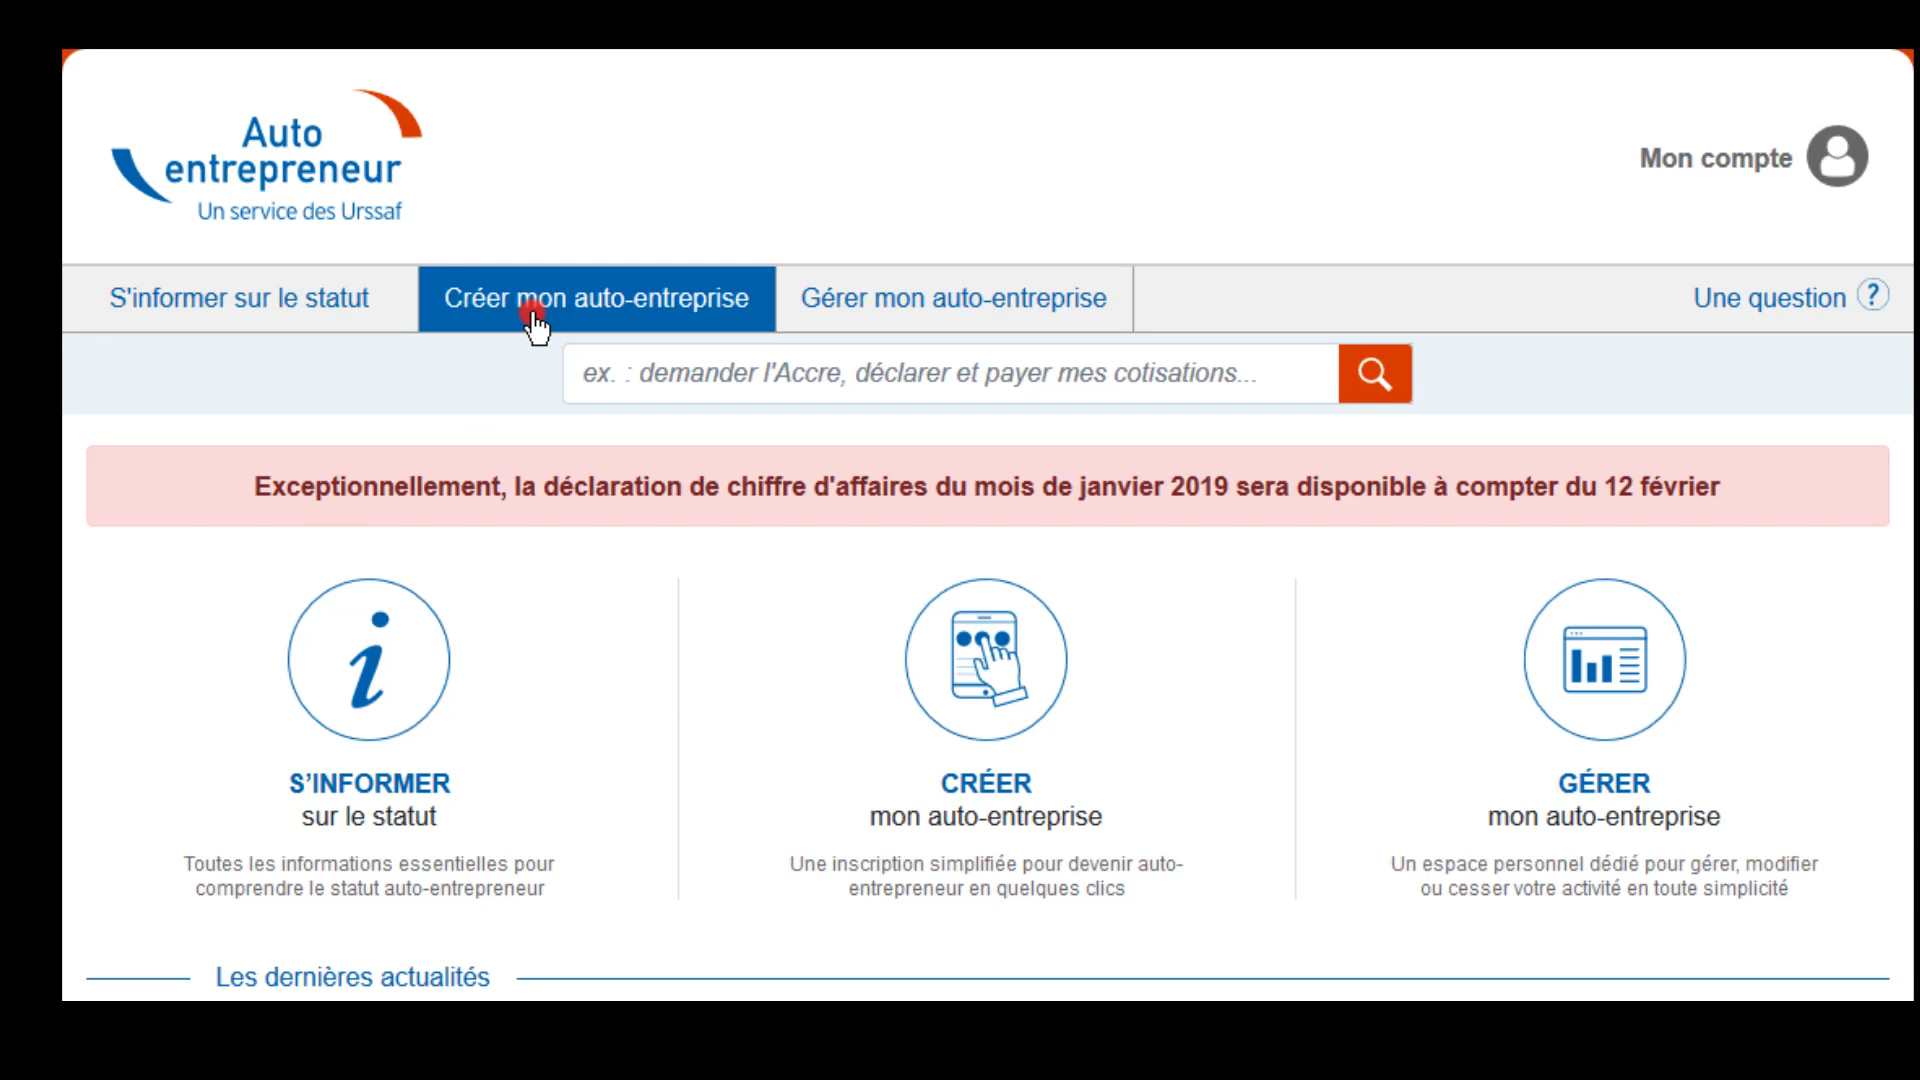 Auto
entrepreneur
Un service des Urssaf
Mon compte
S'informer sur le statut
Créer mon auto-entreprise
Gérer mon auto-entreprise
Une question ?
ex. : demander l'Accre, déclarer et payer mes cotisations...
Exceptionnellement, la déclaration de chiffre d'affaires du mois de janvier 2019 sera disponible à compter du 12 février
S’INFORMER
sur le statut
Toutes les informations essentielles pour
comprendre le statut auto-entrepreneur
CRÉER
mon auto-entreprise
Une inscription simplifiée pour devenir auto-
entrepreneur en quelques clics
GÉRER
mon auto-entreprise
Un espace personnel dédié pour gérer, modifier
ou cesser votre activité en toute simplicité
Les dernières actualités